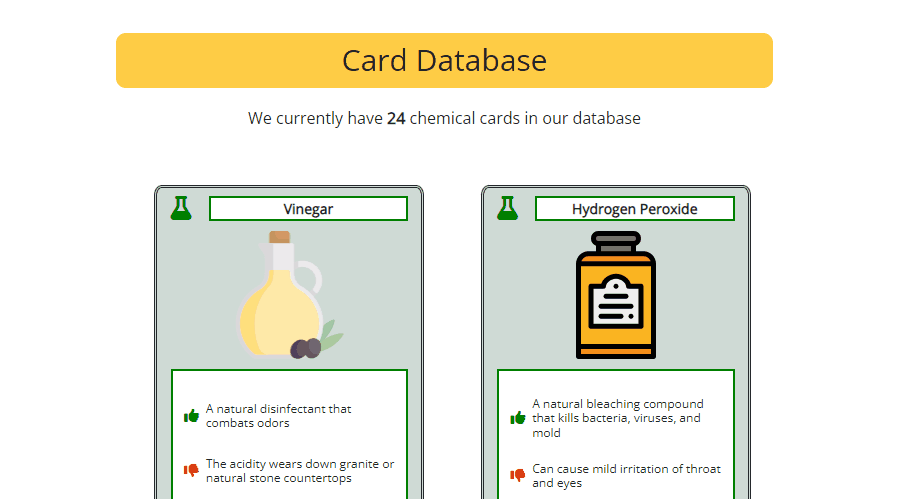 Card Database
We currently have 24 chemical cards in our database
Vinegar
A natural disinfectant that
combats odors
The acidity wears down granite or
natural stone countertops
Hydrogen Peroxide
A natural bleaching compound
that kills bacteria, viruses, and
mold
Can cause mild irritation of throat
and eyes